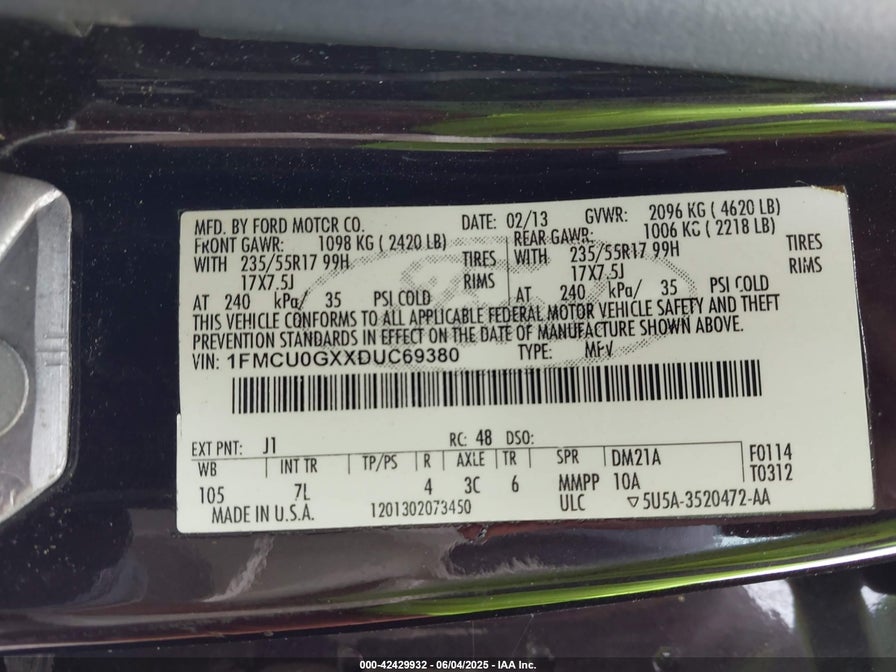 MFD. BY FORD MOTOR CO. DATE: 02/13 GVWR: 2096 KG ( 4620 LB)
FRONT GAWR: 1098 KG ( 2420 LB) REAR GAWR: 1006 KG ( 2218 LB)
WITH 235/55R17 99H TIRES WITH 235/55R17 99H TIRES
17X7.5J RIMS 17X7.5J RIMS
AT 240 kPa/ 35 PSI COLD AT 240 kPa/ 35 PSI COLD
THIS VEHICLE CONFORMS TO ALL APPLICABLE FEDERAL MOTOR VEHICLE SAFETY AND THEFT
PREVENTION STANDARDS IN EFFECT ON THE DATE OF MANUFACTURE SHOWN ABOVE.
VIN: 1FMCU0GXXDUC69380 TYPE: MPV
EXT PNT: J1 RC: 48 DSO:
WB INT TR TP/PS R AXLE TR SPR DM21A F0114
105 7L 4 3C 6 MMPP 10A T0312
MADE IN U.S.A. 1201302073450 ULC ▽5U5A-3520472-AA
000-42429932 - 06/04/2025 - IAA Inc.